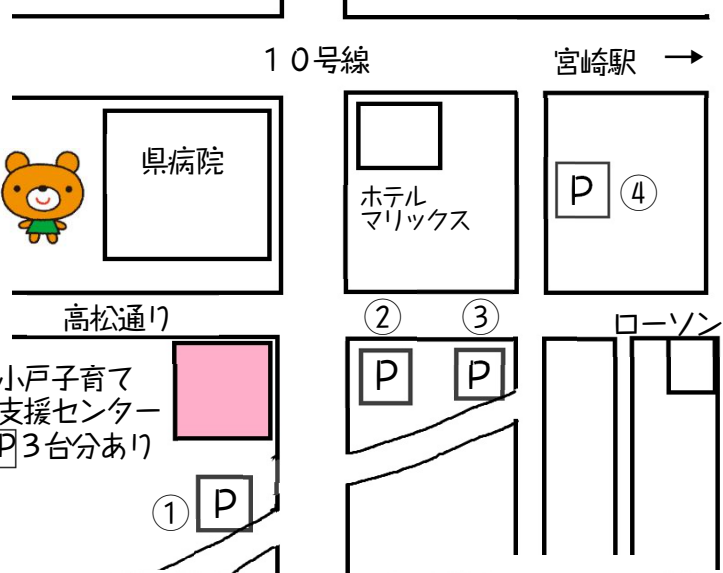 １０号線
宮崎駅 →
県病院
ホテル
マリックス
P ④
高松通り
② ③
ローソン
P P
小戸子育て
支援センター
P３台分あり
① P